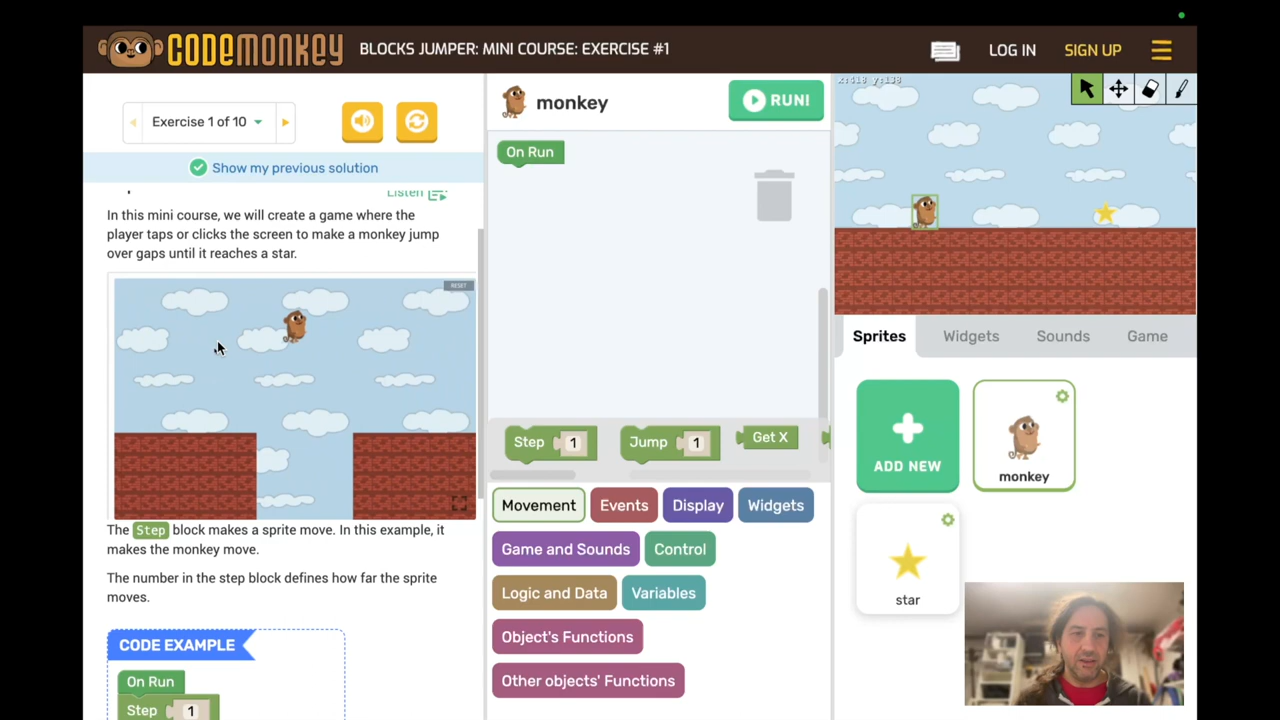 CODEMONKEY
BLOCKS JUMPER: MINI COURSE: EXERCISE #1
LOG IN
SIGN UP
Exercise 1 of 10
Show my previous solution
Listen
In this mini course, we will create a game where the
player taps or clicks the screen to make a monkey jump
over gaps until it reaches a star.
RESET
The Step block makes a sprite move. In this example, it
makes the monkey move.
The number in the step block defines how far the sprite
moves.
CODE EXAMPLE
On Run
Step 1
monkey
RUN!
On Run
Step 1
Jump 1
Get X
Movement
Events
Display
Widgets
Game and Sounds
Control
Logic and Data
Variables
Object's Functions
Other objects' Functions
Sprites
Widgets
Sounds
Game
ADD NEW
monkey
star